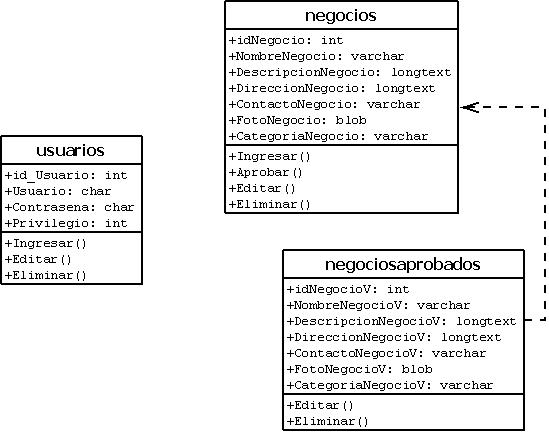 negocios
+idNegocio: int
+NombreNegocio: varchar
+DescripcionNegocio: longtext
+DireccionNegocio: longtext
+ContactoNegocio: varchar
+FotoNegocio: blob
+CategoriaNegocio: varchar
+Ingresar()
+Aprobar()
+Editar()
+Eliminar()
usuarios
+id_Usuario: int
+Usuario: char
+Contrasena: char
+Privilegio: int
+Ingresar()
+Editar()
+Eliminar()
negociosaprobados
+idNegocioV: int
+NombreNegocioV: varchar
+DescripcionNegocioV: longtext
+DireccionNegocioV: longtext
+ContactoNegocioV: varchar
+FotoNegocioV: blob
+CategoriaNegocioV: varchar
+Editar()
+Eliminar()